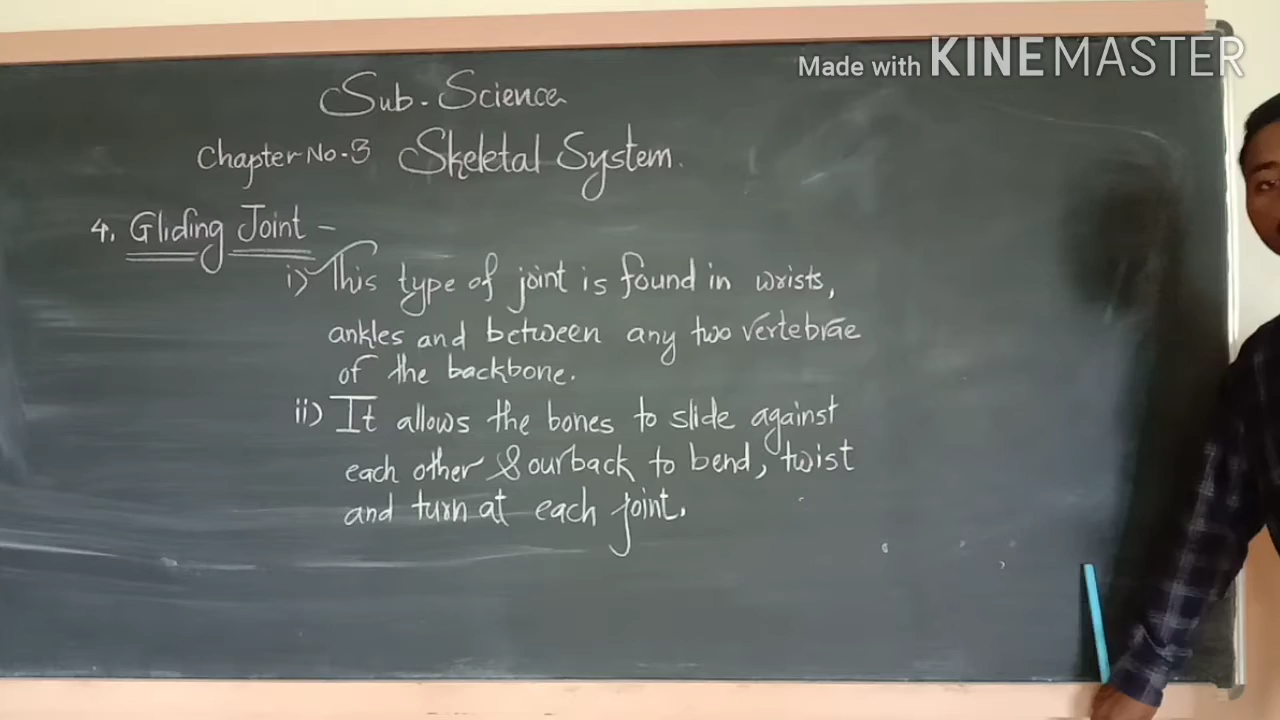 Made with KINEMASTER
Sub - Science
Chapter No - 3 Skeletal System.
4. Gliding Joint -
i) This type of joint is found in wrists,
ankles and between any two vertebrae
of the backbone.
ii) It allows the bones to slide against
each other & our back to bend, twist
and turn at each joint.